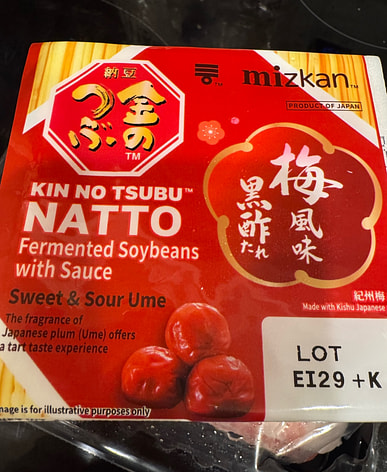 納豆
金の
つぶ
TM
mizkan TM
PRODUCT OF JAPAN
梅
風味
黒酢
たれ
KIN NO TSUBU™
NATTO
Fermented Soybeans
with Sauce
紀州梅
Made with Kishu Japanese
Sweet & Sour Ume
The fragrance of
Japanese plum (Ume) offers
a tart taste experience
LOT
EI29 +K
mage is for illustrative purposes only